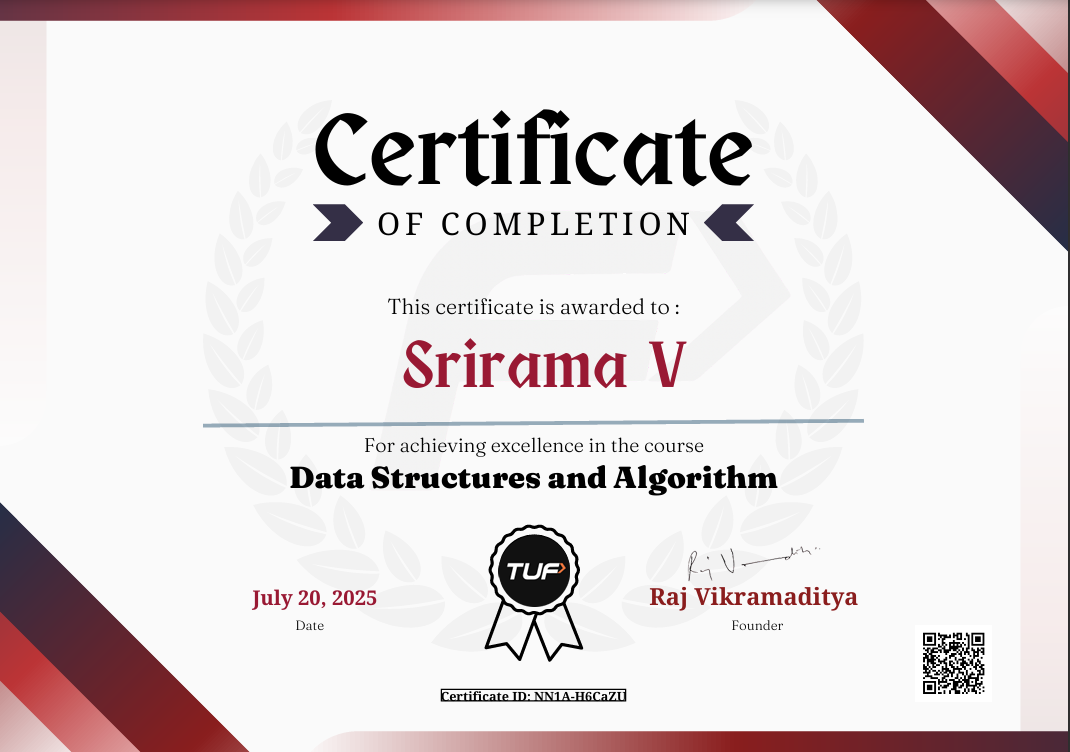 Certificate
OF COMPLETION
This certificate is awarded to :
Srirama V
For achieving excellence in the course
Data Structures and Algorithm
TUF
July 20, 2025
Date
Raj Vikramaditya
Founder
Certificate ID: NN1A-H6CaZU